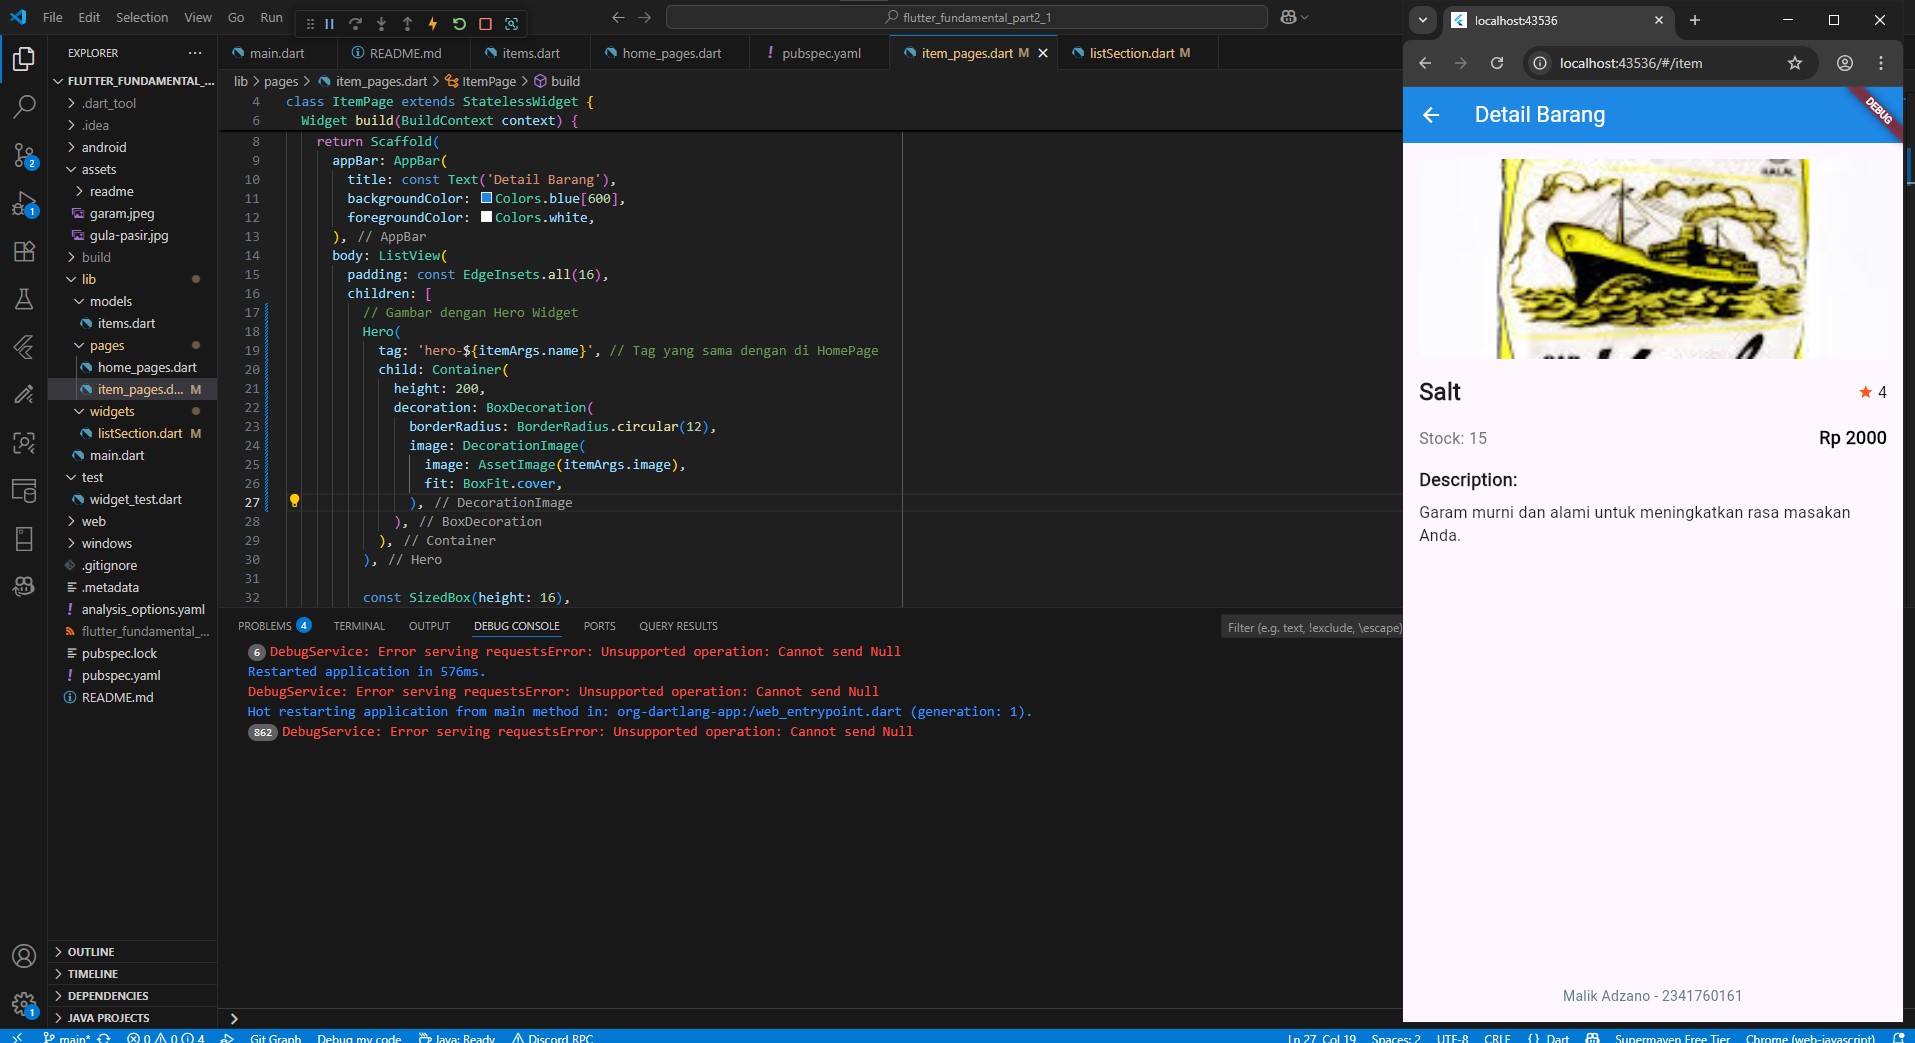 File Edit Selection View Go Run
flutter_fundamental_part2_1
EXPLORER
FLUTTER_FUNDAMENTAL_...
.dart_tool
.idea
android
assets
readme
garam.jpeg
gula-pasir.jpg
build
lib
models
items.dart
pages
home_pages.dart
item_pages.d... M
widgets
listSection.dart M
main.dart
test
widget_test.dart
web
windows
.gitignore
.metadata
analysis_options.yaml
flutter_fundamental_...
pubspec.lock
pubspec.yaml
README.md
OUTLINE
TIMELINE
DEPENDENCIES
JAVA PROJECTS
2
1
1
main.dart README.md items.dart home_pages.dart pubspec.yaml item_pages.dart M listSection.dart M
lib > pages > item_pages.dart > ItemPage > build
4 class ItemPage extends StatelessWidget {
6 Widget build(BuildContext context) {
8 return Scaffold(
9 appBar: AppBar(
10 title: const Text('Detail Barang'),
11 backgroundColor: Colors.blue[600],
12 foregroundColor: Colors.white,
13 ), // AppBar
14 body: ListView(
15 padding: const EdgeInsets.all(16),
16 children: [
17 // Gambar dengan Hero Widget
18 Hero(
19 tag: 'hero-${itemArgs.name}', // Tag yang sama dengan di HomePage
20 child: Container(
21 height: 200,
22 decoration: BoxDecoration(
23 borderRadius: BorderRadius.circular(12),
24 image: DecorationImage(
25 image: AssetImage(itemArgs.image),
26 fit: BoxFit.cover,
27 ), // DecorationImage
28 ), // BoxDecoration
29 ), // Container
30 ), // Hero
31
32 const SizedBox(height: 16),
PROBLEMS 4 TERMINAL OUTPUT DEBUG CONSOLE PORTS QUERY RESULTS
Filter (e.g. text, !exclude, \escape)
6 DebugService: Error serving requestsError: Unsupported operation: Cannot send Null
Restarted application in 576ms.
DebugService: Error serving requestsError: Unsupported operation: Cannot send Null
Hot restarting application from main method in: org-dartlang-app:/web_entrypoint.dart (generation: 1).
862 DebugService: Error serving requestsError: Unsupported operation: Cannot send Null
main* 0 0 4 Git Graph Debug my code Java: Ready Discord RPC
Ln 27, Col 19 Spaces: 2 UTF-8 CRLF {} Dart Supermaven Free Tier Chrome (web-javascript)
localhost:43536
localhost:43536/#/item
Detail Barang
DEBUG
HALAL
Salt
4
Stock: 15
Rp 2000
Description:
Garam murni dan alami untuk meningkatkan rasa masakan
Anda.
Malik Adzano - 2341760161